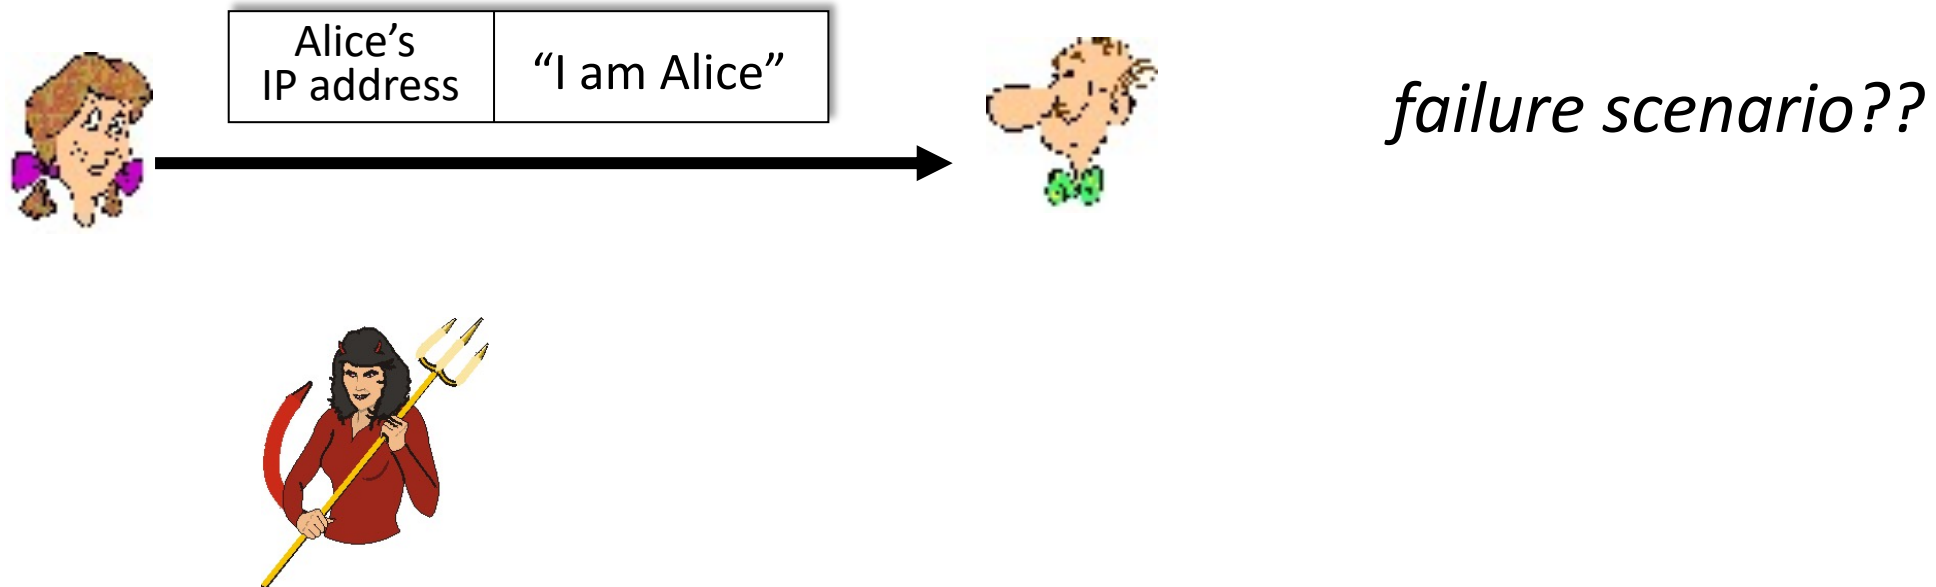 Alice’s
IP address
“I am Alice”
failure scenario??